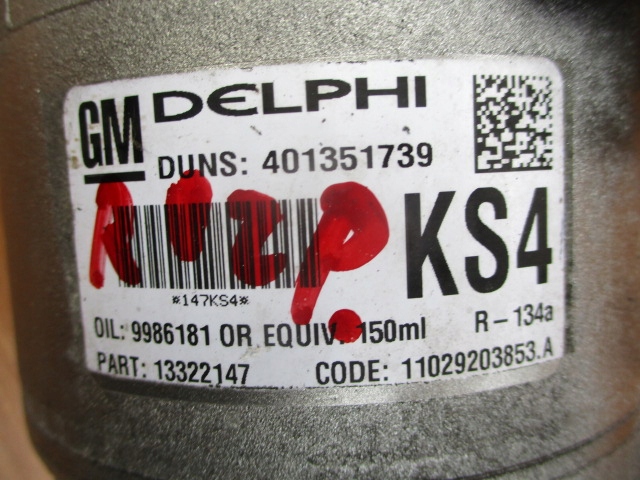 GM DELPHI
DUNS: 401351739
KS4
*147KS4*
OIL: 9986181 OR EQUIV. 150ml R-134a
PART: 13322147 CODE: 11029203853.A